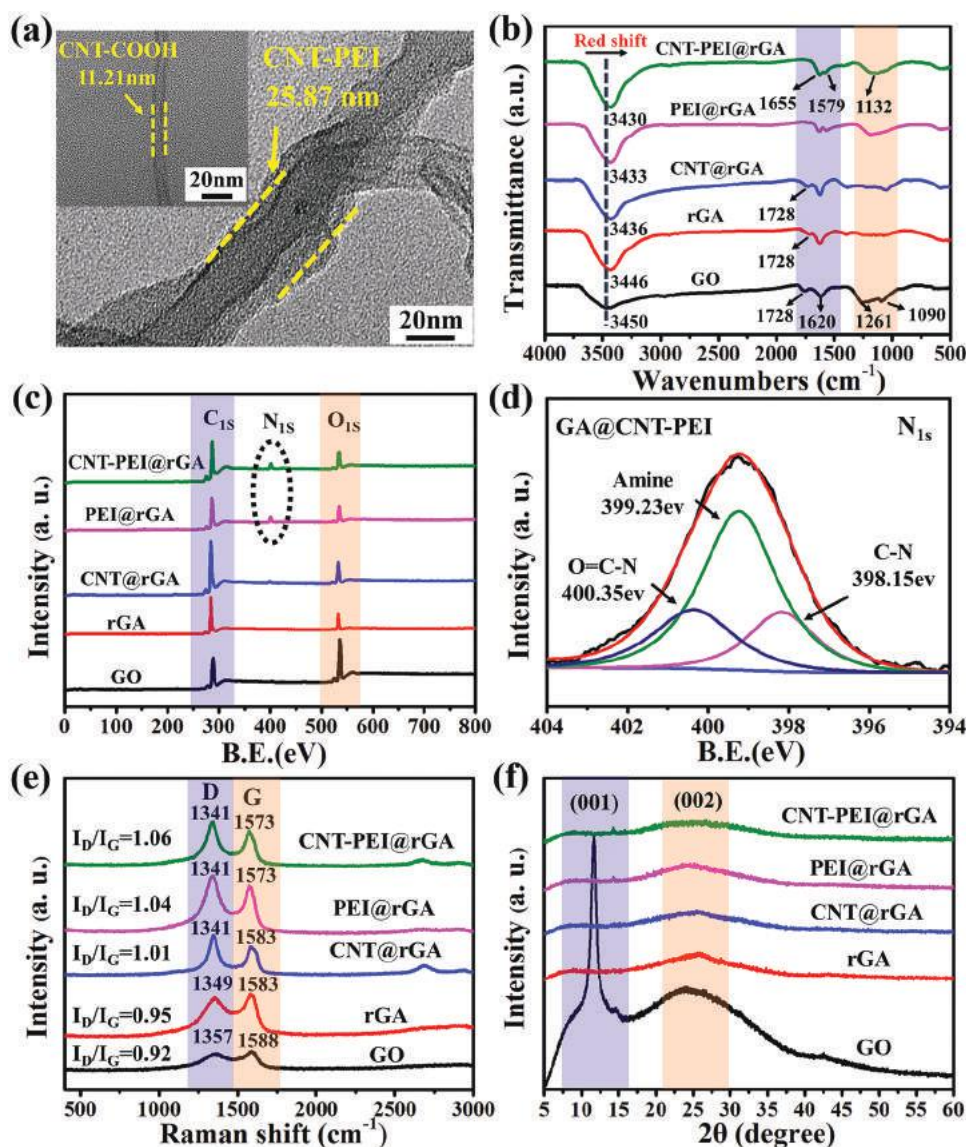 (a)
CNT-COOH
11.21nm
20nm
CNT-PEI
25.87 nm
20nm
(b)
Transmittance (a.u.)
Red shift
CNT-PEI@rGA
1655
1579
1132
3430
PEI@rGA
3433
CNT@rGA
1728
3436
rGA
1728
3446
GO
3450
1728
1620
1261
1090
4000 3500 3000 2500 2000 1500 1000 500
Wavenumbers (cm⁻¹)
(c)
Intensity (a. u.)
C1S
N1S
O1S
CNT-PEI@rGA
PEI@rGA
CNT@rGA
rGA
GO
0 100 200 300 400 500 600 700 800
B.E.(eV)
(d)
Intensity (a. u.)
GA@CNT-PEI
N1s
Amine
399.23ev
O=C-N
400.35ev
C-N
398.15ev
404 402 400 398 396 394
B.E.(eV)
(e)
Intensity (a. u.)
D G
1341 1573
ID/IG=1.06
CNT-PEI@rGA
1341 1573
ID/IG=1.04
PEI@rGA
1341 1583
ID/IG=1.01
CNT@rGA
1349 1583
ID/IG=0.95
rGA
1357 1588
ID/IG=0.92
GO
500 1000 1500 2000 2500 3000
Raman shift (cm⁻¹)
(f)
Intensity (a. u.)
(001)
(002)
CNT-PEI@rGA
PEI@rGA
CNT@rGA
rGA
GO
5 15 25 35 45 55 60
2θ (degree)